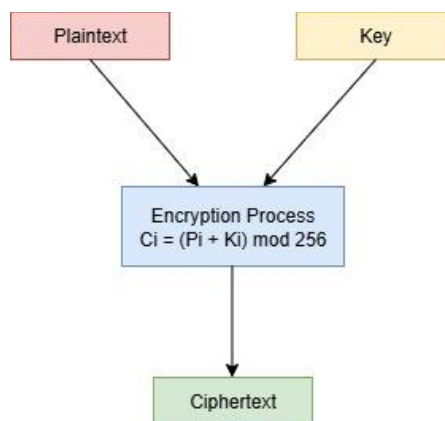 Plaintext
Key
Encryption Process
Ci = (Pi + Ki) mod 256
Ciphertext